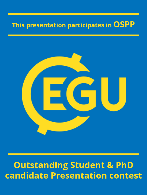 This presentation participates in OSPP
EGU
Outstanding Student & PhD
candidate Presentation contest